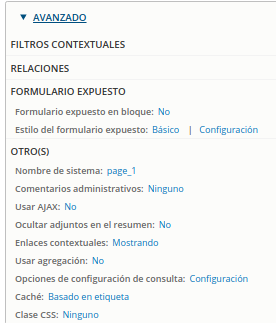 AVANZADO
FILTROS CONTEXTUALES
RELACIONES
FORMULARIO EXPUESTO
Formulario expuesto en bloque: No
Estilo del formulario expuesto: Básico | Configuración
OTRO(S)
Nombre de sistema: page_1
Comentarios administrativos: Ninguno
Usar AJAX: No
Ocultar adjuntos en el resumen: No
Enlaces contextuales: Mostrando
Usar agregación: No
Opciones de configuración de consulta: Configuración
Caché: Basado en etiqueta
Clase CSS: Ninguno